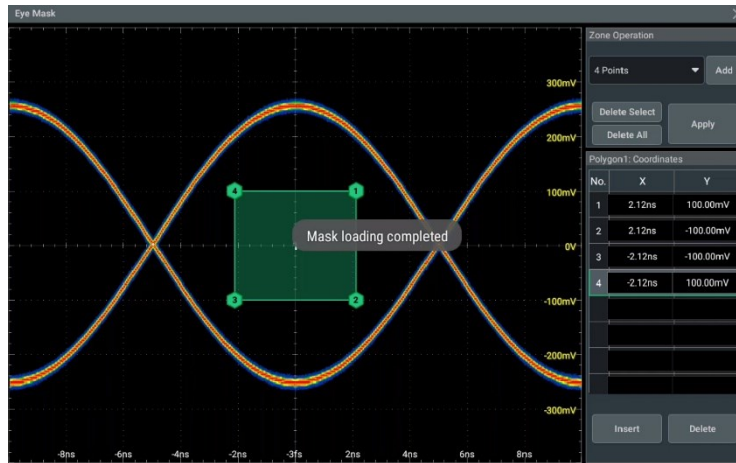 Eye Mask
Zone Operation
4 Points
Add
Delete Select
Delete All
Apply
Polygon1: Coordinates
No. X Y
1 2.12ns 100.00mV
2 2.12ns -100.00mV
3 -2.12ns -100.00mV
4 -2.12ns 100.00mV
Insert
Delete
300mV
200mV
100mV
0V
-100mV
-200mV
-300mV
4 1
Mask loading completed
3 2
-8ns -6ns -4ns -2ns -3fs 2ns 4ns 6ns 8ns